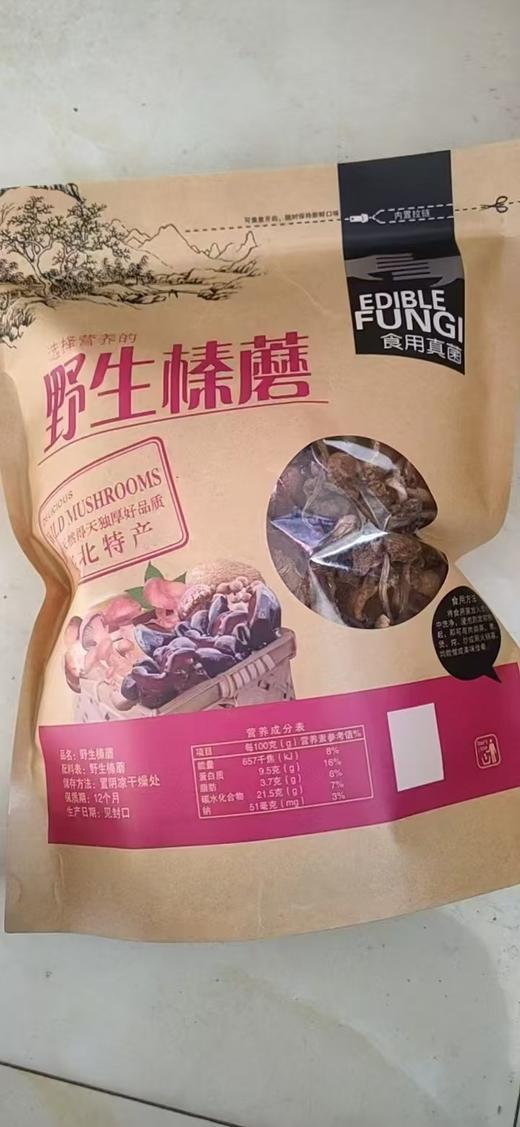 可重复开启，随时保持新鲜口味
内置拉链
EDIBLE
FUNGI
食用真菌
选择营养的
野生榛蘑
DELICIOUS
WILD MUSHROOMS
天然得天独厚好品质
东北特产
食用方法
品名：野生榛蘑
配料表：野生榛蘑
保存方法：置阴凉干燥处
保质期：12个月
生产日期：见封口
营养成分表
项目 每100克（g） 营养素参考值%
能量 657千焦（kJ） 8%
蛋白质 9.5克（g） 16%
脂肪 3.7克（g） 6%
碳水化合物 21.5克（g） 7%
钠 51毫克（mg） 3%